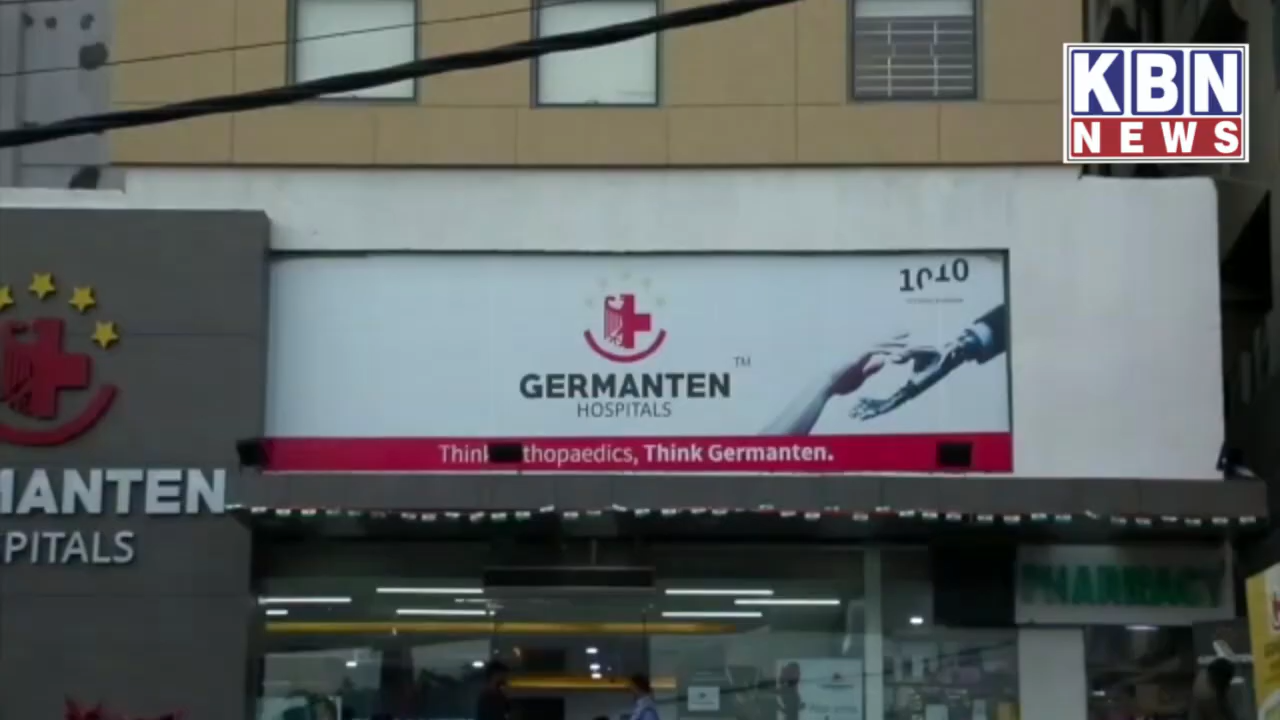 KBN
NEWS
1010
TM
GERMANTEN
HOSPITALS
Think thopaedics, Think Germanten.
MANTEN
PITALS
PHARMACY